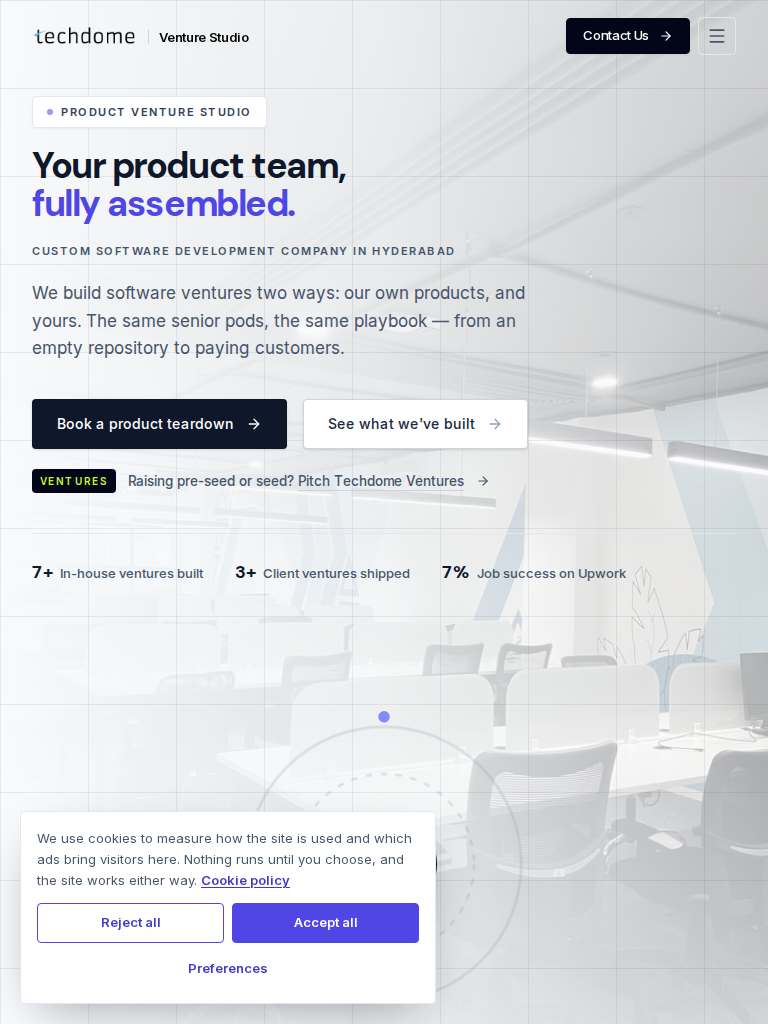 techdome Venture Studio
Contact Us
PRODUCT VENTURE STUDIO
Your product team,
fully assembled.
CUSTOM SOFTWARE DEVELOPMENT COMPANY IN HYDERABAD
We build software ventures two ways: our own products, and
yours. The same senior pods, the same playbook — from an
empty repository to paying customers.
Book a product teardown
See what we've built
VENTURES Raising pre-seed or seed? Pitch Techdome Ventures
7+ In-house ventures built
3+ Client ventures shipped
7% Job success on Upwork
We use cookies to measure how the site is used and which
ads bring visitors here. Nothing runs until you choose, and
the site works either way. Cookie policy
Reject all
Accept all
Preferences